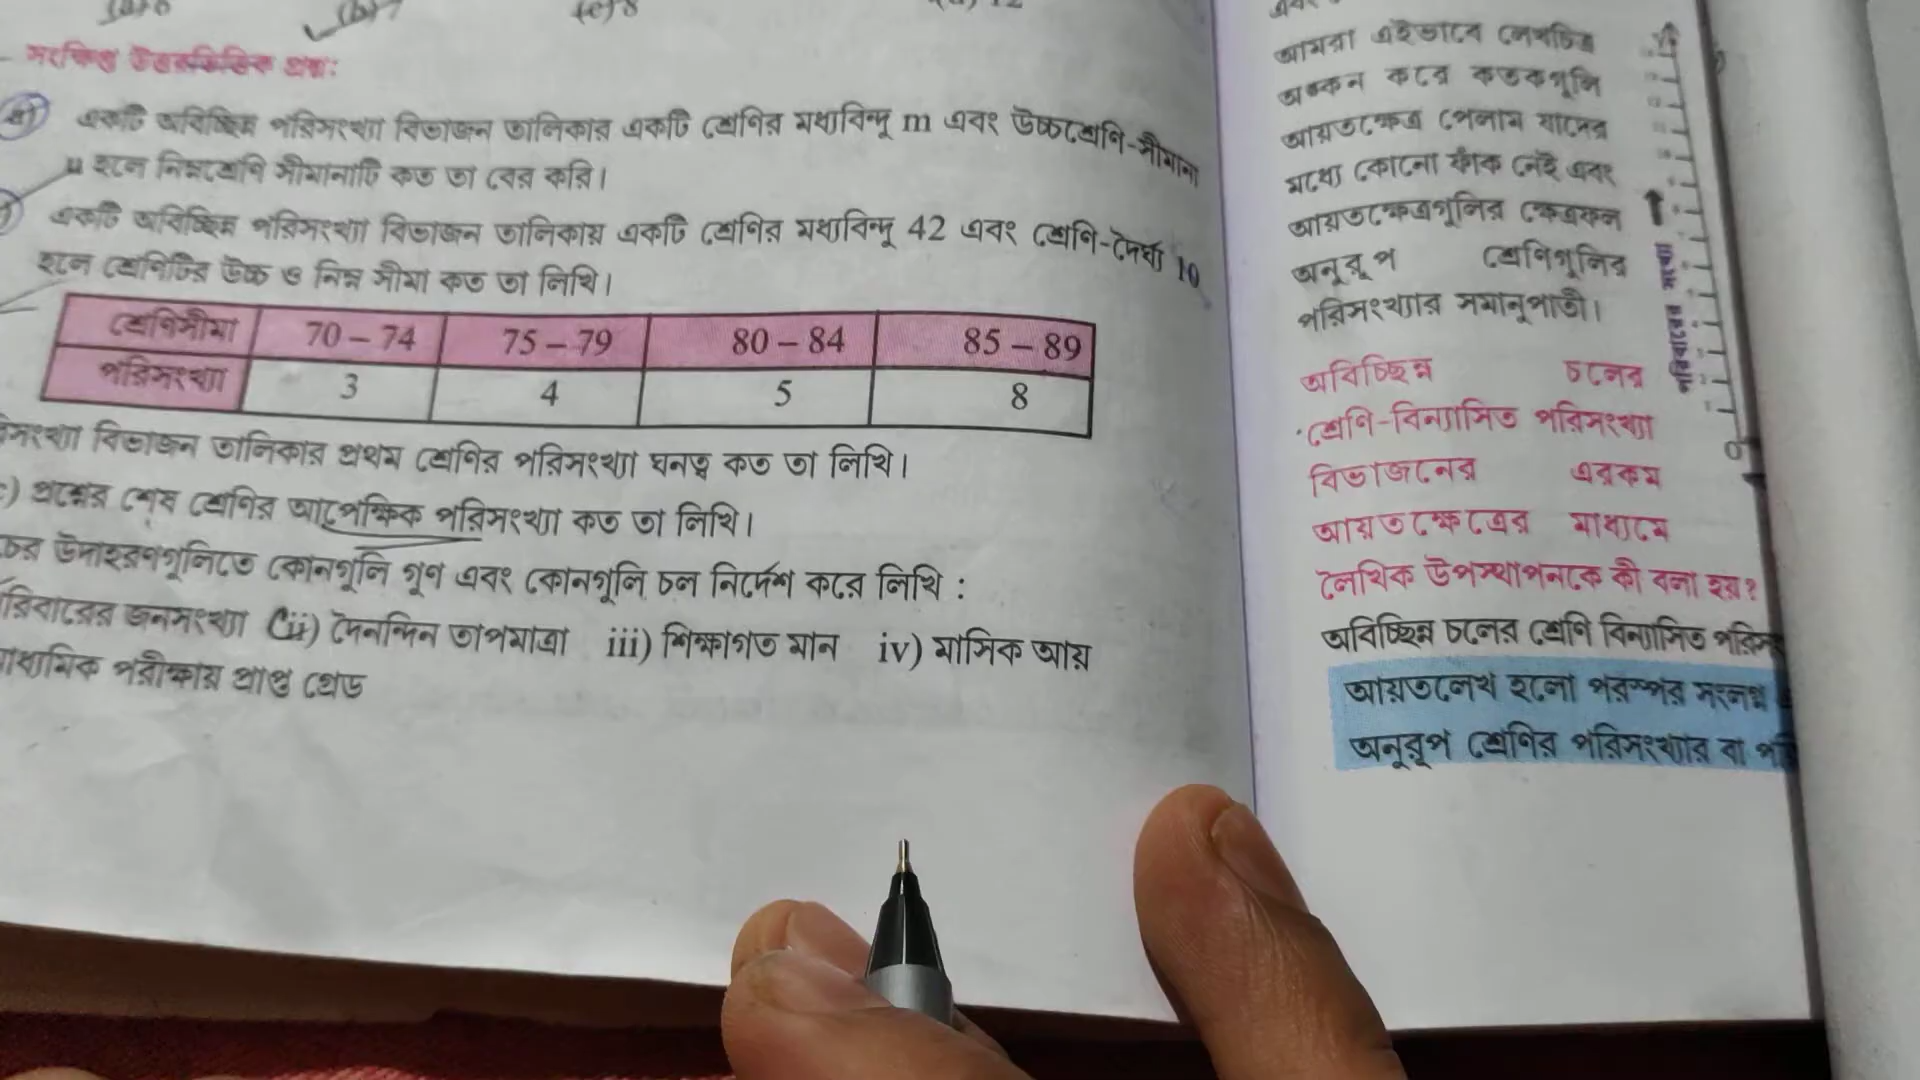 (b) 7
(c) 8
সংক্ষিপ্ত উত্তরভিত্তিক প্রশ্ন:
একটি অবিচ্ছিন্ন পরিসংখ্যা বিভাজন তালিকার একটি শ্রেণির মধ্যবিন্দু m এবং উচ্চশ্রেণি-সীমানা
u হলে নিম্নশ্রেণি সীমানাটি কত তা বের করি।
একটি অবিচ্ছিন্ন পরিসংখ্যা বিভাজন তালিকায় একটি শ্রেণির মধ্যবিন্দু 42 এবং শ্রেণি-দৈর্ঘ্য 10
হলে শ্রেণিটির উচ্চ ও নিম্ন সীমা কত তা লিখি।
শ্রেণিসীমা 70 – 74 75 – 79 80 – 84 85 – 89
পরিসংখ্যা 3 4 5 8
বিভাজন তালিকার প্রথম শ্রেণির পরিসংখ্যা ঘনত্ব কত তা লিখি।
) প্রশ্নের শেষ শ্রেণির আপেক্ষিক পরিসংখ্যা কত তা লিখি।
উদাহরণগুলিতে কোনগুলি গুণ এবং কোনগুলি চল নির্দেশ করে লিখি :
জনসংখ্যা ii) দৈনন্দিন তাপমাত্রা iii) শিক্ষাগত মান iv) মাসিক আয়
পরীক্ষায় প্রাপ্ত গ্রেড
আমরা এইভাবে লেখচিত্র
অঙ্কন করে কতকগুলি
আয়তক্ষেত্র পেলাম যাদের
মধ্যে কোনো ফাঁক নেই এবং
আয়তক্ষেত্রগুলির ক্ষেত্রফল
অনুরূপ শ্রেণিগুলির
পরিসংখ্যার সমানুপাতী।
অবিচ্ছিন্ন চলের
শ্রেণি-বিন্যাসিত পরিসংখ্যা
বিভাজনের এরকম
আয়তক্ষেত্রের মাধ্যমে
লৈখিক উপস্থাপনকে কী বলা হয়?
অবিচ্ছিন্ন চলের শ্রেণি বিন্যাসিত
আয়তলেখ হলো পরস্পর সংলগ্ন
অনুরূপ শ্রেণির পরিসংখ্যার বা
পরিবারের সংখ্যা